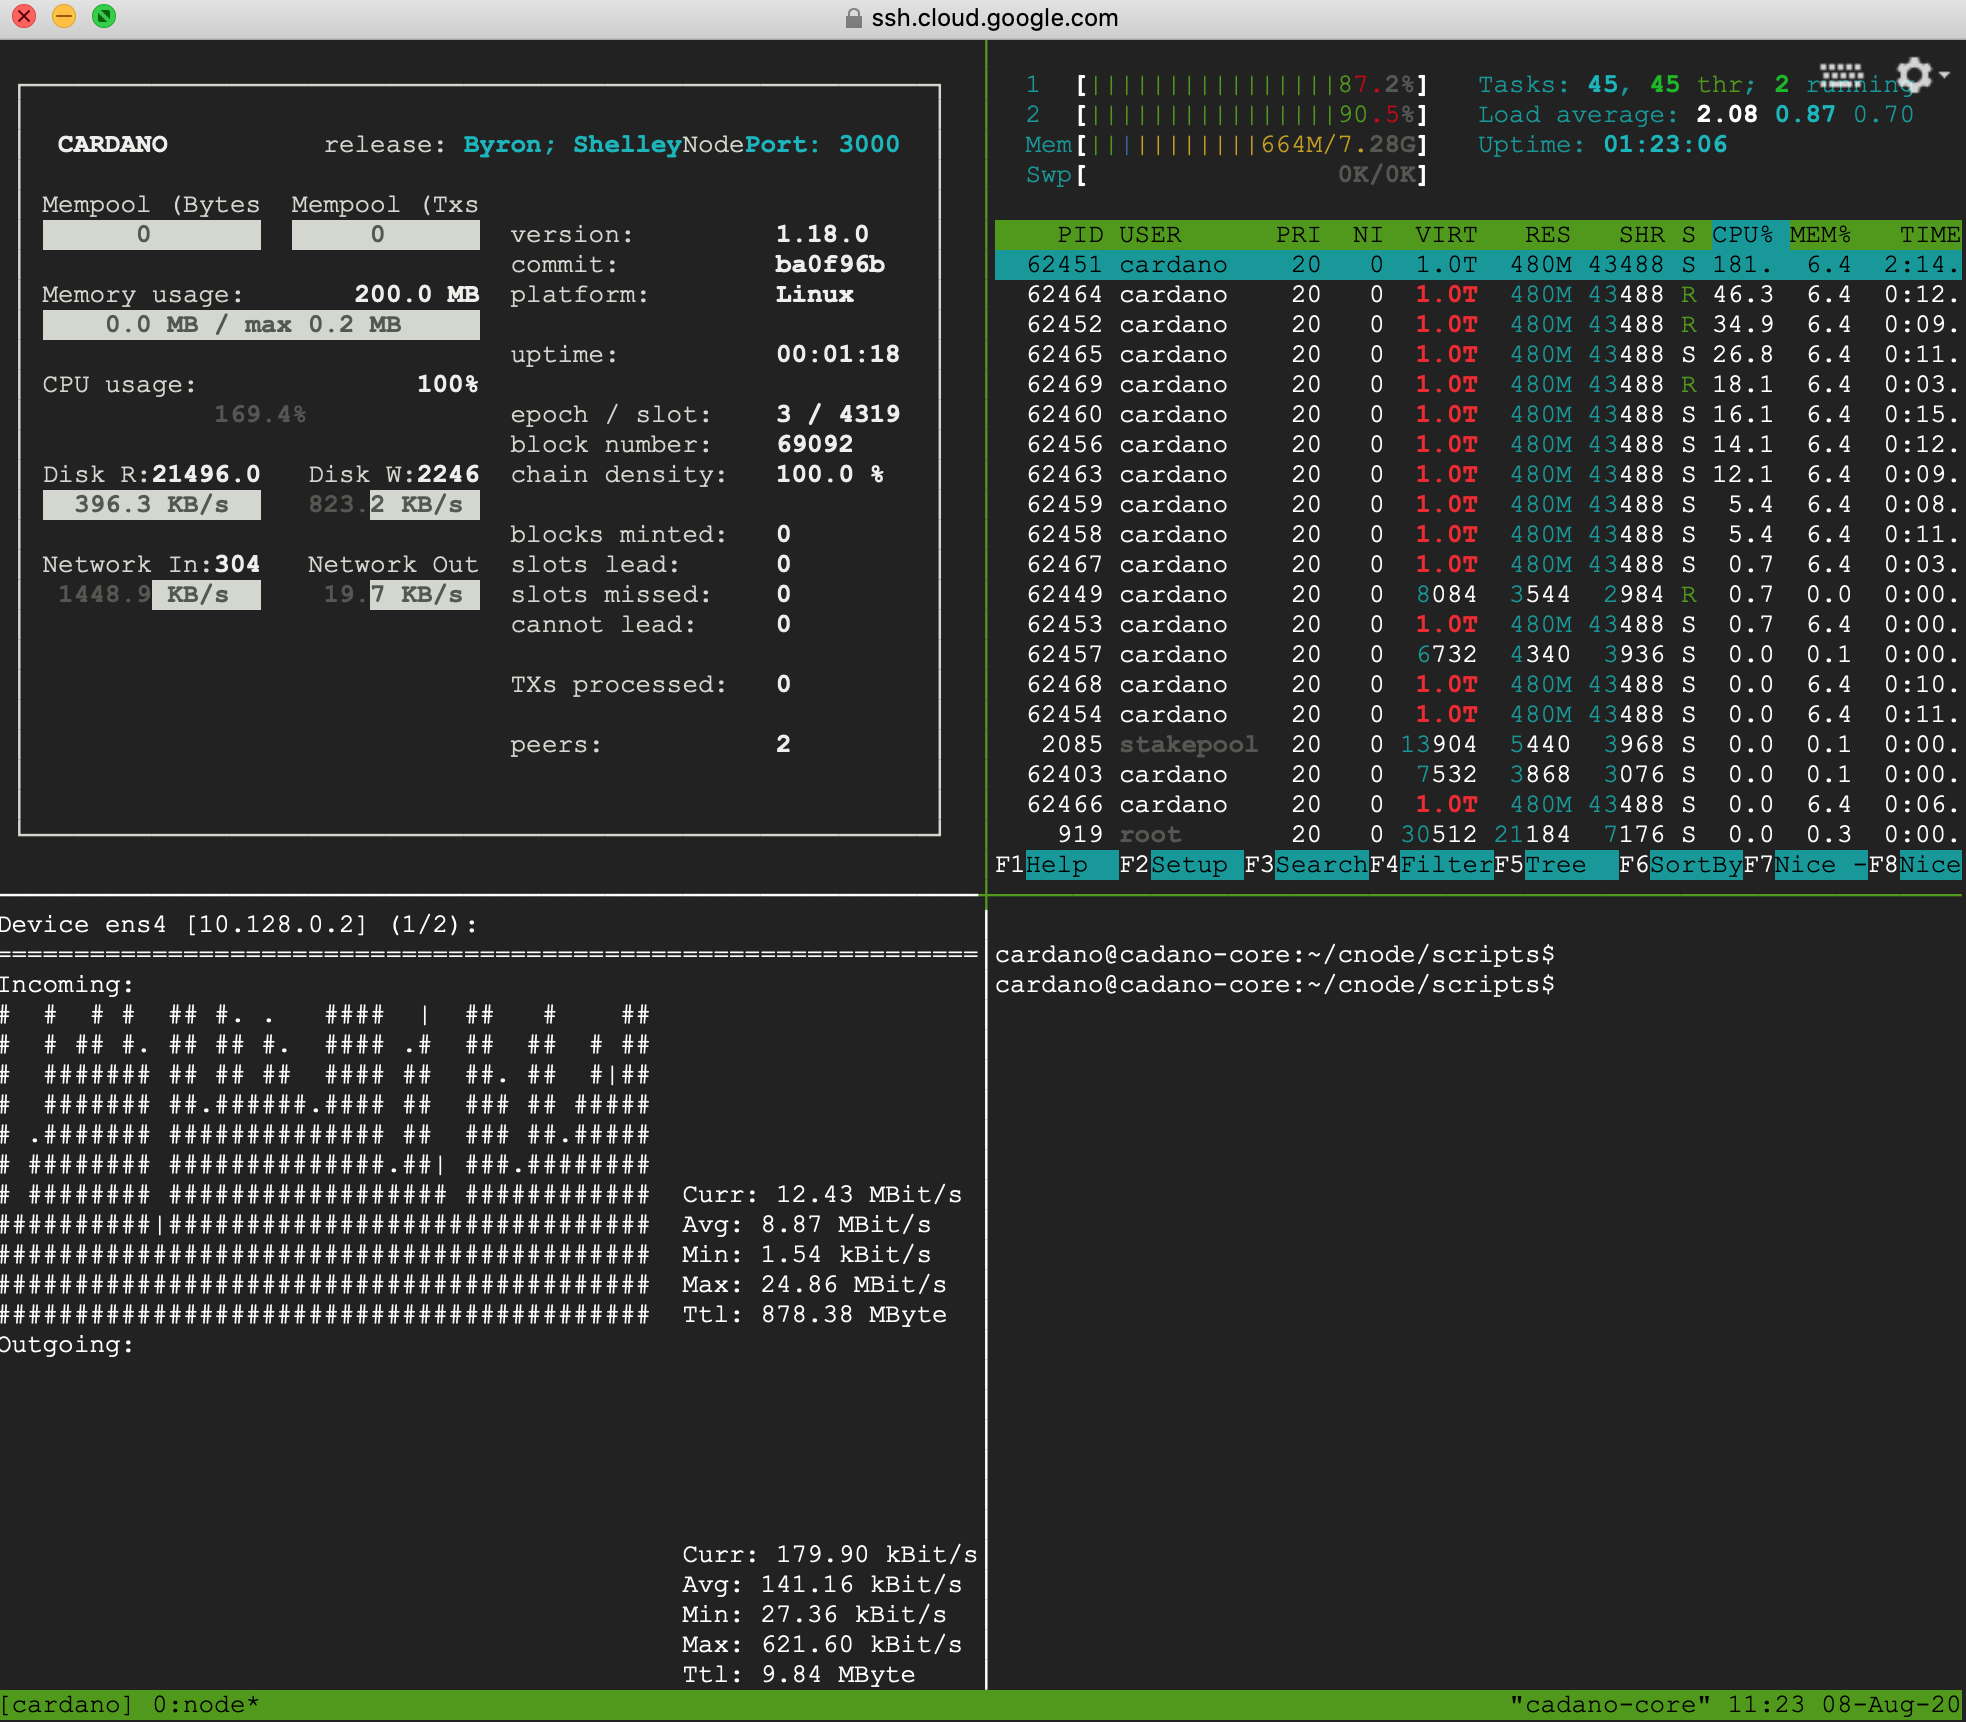 ssh.cloud.google.com
CARDANO release: Byron; ShelleyNodePort: 3000
Mempool (Bytes Mempool (Txs
0 0
Memory usage: 200.0 MB
0.0 MB / max 0.2 MB
CPU usage: 100%
169.4%
Disk R:21496.0 Disk W:2246
396.3 KB/s 823.2 KB/s
Network In:304 Network Out
1448.9 KB/s 19.7 KB/s
version: 1.18.0
commit: ba0f96b
platform: Linux
uptime: 00:01:18
epoch / slot: 3 / 4319
block number: 69092
chain density: 100.0 %
blocks minted: 0
slots lead: 0
slots missed: 0
cannot lead: 0
TXs processed: 0
peers: 2
1 [||||||||||||||||87.2%] Tasks: 45, 45 thr; 2 running
2 [||||||||||||||||90.5%] Load average: 2.08 0.87 0.70
Mem[|||||||||||664M/7.28G] Uptime: 01:23:06
Swp[ 0K/0K]
PID USER PRI NI VIRT RES SHR S CPU% MEM% TIME
62451 cardano 20 0 1.0T 480M 43488 S 181. 6.4 2:14.
62464 cardano 20 0 1.0T 480M 43488 R 46.3 6.4 0:12.
62452 cardano 20 0 1.0T 480M 43488 R 34.9 6.4 0:09.
62465 cardano 20 0 1.0T 480M 43488 S 26.8 6.4 0:11.
62469 cardano 20 0 1.0T 480M 43488 R 18.1 6.4 0:03.
62460 cardano 20 0 1.0T 480M 43488 S 16.1 6.4 0:15.
62456 cardano 20 0 1.0T 480M 43488 S 14.1 6.4 0:12.
62463 cardano 20 0 1.0T 480M 43488 S 12.1 6.4 0:09.
62459 cardano 20 0 1.0T 480M 43488 S 5.4 6.4 0:08.
62458 cardano 20 0 1.0T 480M 43488 S 5.4 6.4 0:11.
62467 cardano 20 0 1.0T 480M 43488 S 0.7 6.4 0:03.
62449 cardano 20 0 8084 3544 2984 R 0.7 0.0 0:00.
62453 cardano 20 0 1.0T 480M 43488 S 0.7 6.4 0:00.
62457 cardano 20 0 6732 4340 3936 S 0.0 0.1 0:00.
62468 cardano 20 0 1.0T 480M 43488 S 0.0 6.4 0:10.
62454 cardano 20 0 1.0T 480M 43488 S 0.0 6.4 0:11.
2085 stakepool 20 0 13904 5440 3968 S 0.0 0.1 0:00.
62403 cardano 20 0 7532 3868 3076 S 0.0 0.1 0:00.
62466 cardano 20 0 1.0T 480M 43488 S 0.0 6.4 0:06.
919 root 20 0 30512 21184 7176 S 0.0 0.3 0:00.
F1Help F2Setup F3SearchF4FilterF5Tree F6SortByF7Nice -F8Nice
Device ens4 [10.128.0.2] (1/2):
===============================================================
Incoming:
Curr: 12.43 MBit/s
Avg: 8.87 MBit/s
Min: 1.54 kBit/s
Max: 24.86 MBit/s
Ttl: 878.38 MByte
Outgoing:
Curr: 179.90 kBit/s
Avg: 141.16 kBit/s
Min: 27.36 kBit/s
Max: 621.60 kBit/s
Ttl: 9.84 MByte
cardano@cadano-core:~/cnode/scripts$
cardano@cadano-core:~/cnode/scripts$
[cardano] 0:node* "cadano-core" 11:23 08-Aug-20